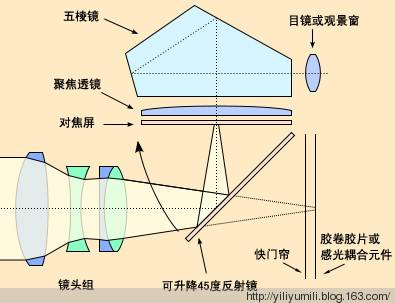 五棱镜
目镜或观景窗
聚焦透镜
对焦屏
胶卷胶片或
感光耦合元件
快门帘
镜头组
可升降45度反射镜
http://yiliyumili.blog.163.com/